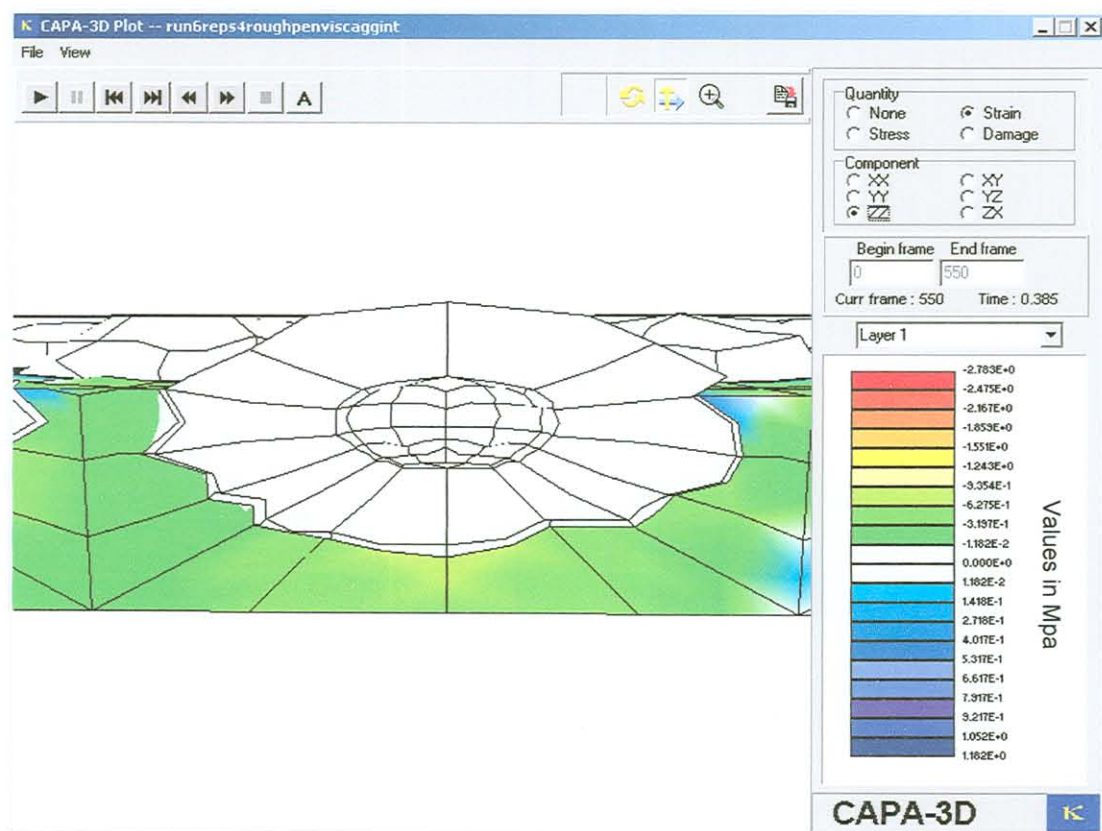 CAPA-3D Plot -- run6reps4roughpenviscaggint
File View
A
Quantity
None Strain
Stress Damage
Component
XX XY
YY YZ
ZZ ZX
Begin frame End frame
0 550
Curr frame : 550 Time : 0.385
Layer 1
-2.783E+0
-2.475E+0
-2.167E+0
-1.859E+0
-1.551E+0
-1.243E+0
-9.354E-1
-6.275E-1
-3.197E-1
-1.182E-2
0.000E+0
1.182E-2
1.418E-1
2.718E-1
4.017E-1
5.317E-1
6.617E-1
7.917E-1
9.217E-1
1.052E+0
1.182E+0
Values in Mpa
CAPA-3D
K